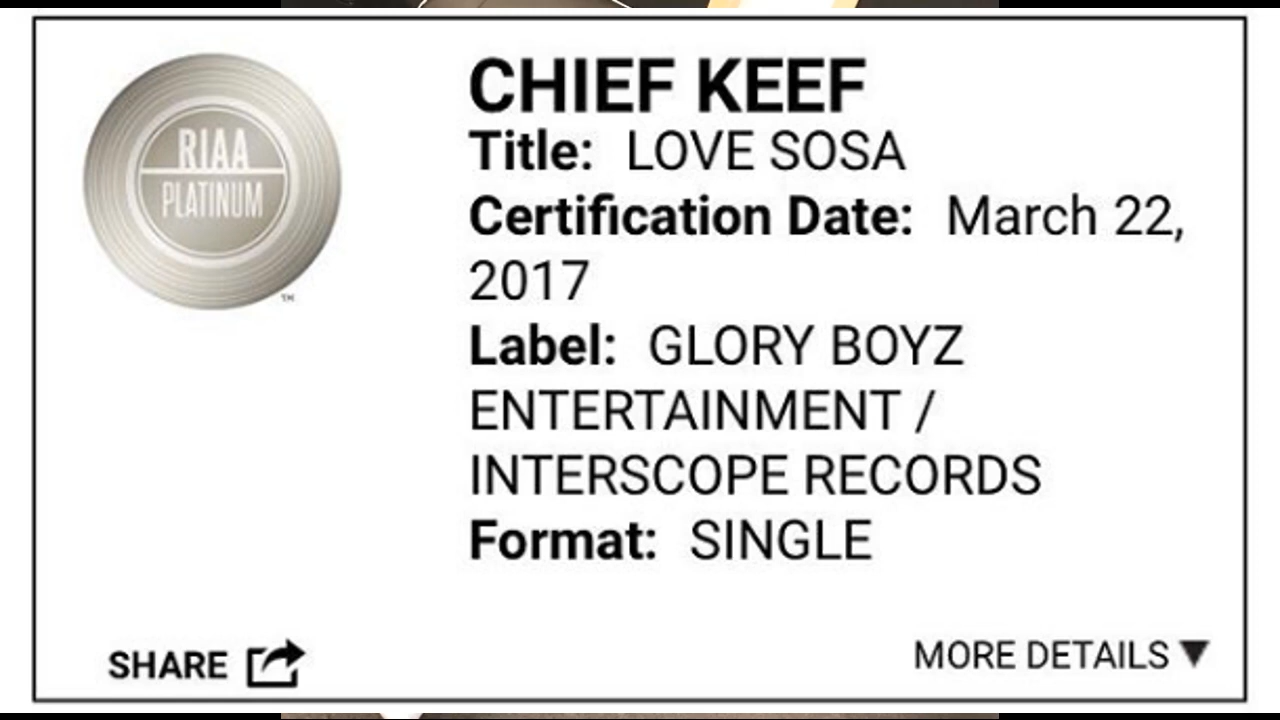 RIAA
PLATINUM
TM
CHIEF KEEF
Title: LOVE SOSA
Certification Date: March 22,
2017
Label: GLORY BOYZ
ENTERTAINMENT /
INTERSCOPE RECORDS
Format: SINGLE
SHARE
MORE DETAILS ▼